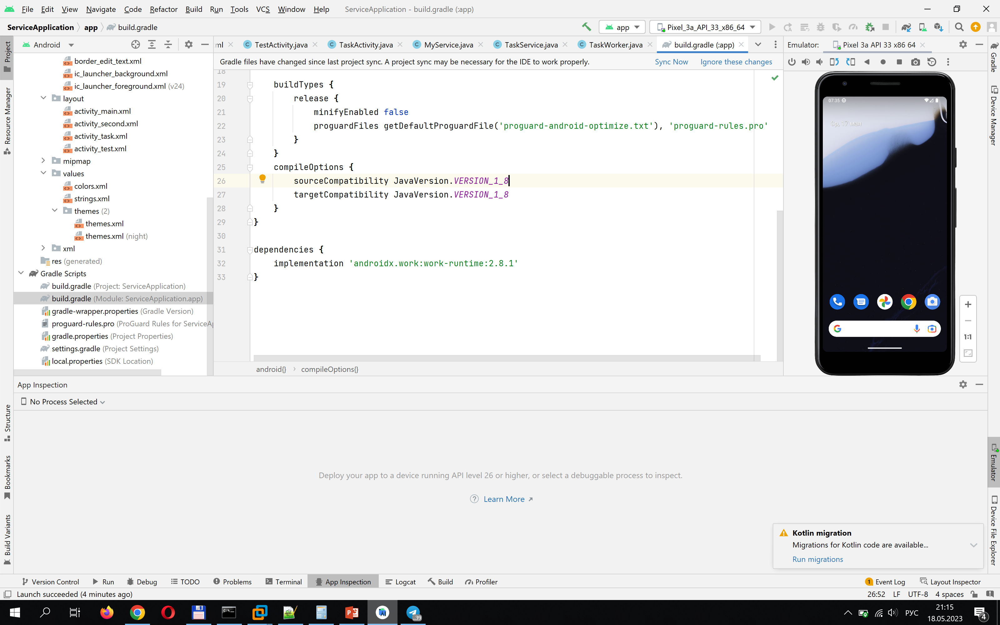 File Edit View Navigate Code Refactor Build Run Tools VCS Window Help ServiceApplication - build.gradle (:app)
ServiceApplication app build.gradle
app
Pixel_3a_API_33_x86_64
Project
Resource Manager
Structure
Bookmarks
Build Variants
Android
border_edit_text.xml
ic_launcher_background.xml
ic_launcher_foreground.xml (v24)
layout
activity_main.xml
activity_second.xml
activity_task.xml
activity_test.xml
mipmap
values
colors.xml
strings.xml
themes (2)
themes.xml
themes.xml (night)
xml
res (generated)
Gradle Scripts
build.gradle (Project: ServiceApplication)
build.gradle (Module: ServiceApplication.app)
gradle-wrapper.properties (Gradle Version)
proguard-rules.pro (ProGuard Rules for ServiceAp
gradle.properties (Project Properties)
settings.gradle (Project Settings)
local.properties (SDK Location)
ml TestActivity.java TaskActivity.java MyService.java TaskService.java TaskWorker.java build.gradle (:app)
Gradle files have changed since last project sync. A project sync may be necessary for the IDE to work properly. Sync Now Ignore these changes
18
19 buildTypes {
20 release {
21 minifyEnabled false
22 proguardFiles getDefaultProguardFile('proguard-android-optimize.txt'), 'proguard-rules.pro'
23 }
24 }
25 compileOptions {
26 sourceCompatibility JavaVersion.VERSION_1_8
27 targetCompatibility JavaVersion.VERSION_1_8
28 }
29 }
30
31 dependencies {
32 implementation 'androidx.work:work-runtime:2.8.1'
33 }
android{} compileOptions{}
Emulator: Pixel 3a API 33 x86 64
07:35
Ср, 17 мая
1:1
Gradle
Device Manager
Emulator
Device File Explorer
App Inspection
No Process Selected
Deploy your app to a device running API level 26 or higher, or select a debuggable process to inspect.
Learn More
Kotlin migration
Migrations for Kotlin code are available...
Run migrations
Version Control Run Debug TODO Problems Terminal App Inspection Logcat Build Profiler 1 Event Log Layout Inspector
Launch succeeded (4 minutes ago) 26:52 LF UTF-8 4 spaces
..39
РУС
21:15
18.05.2023
4